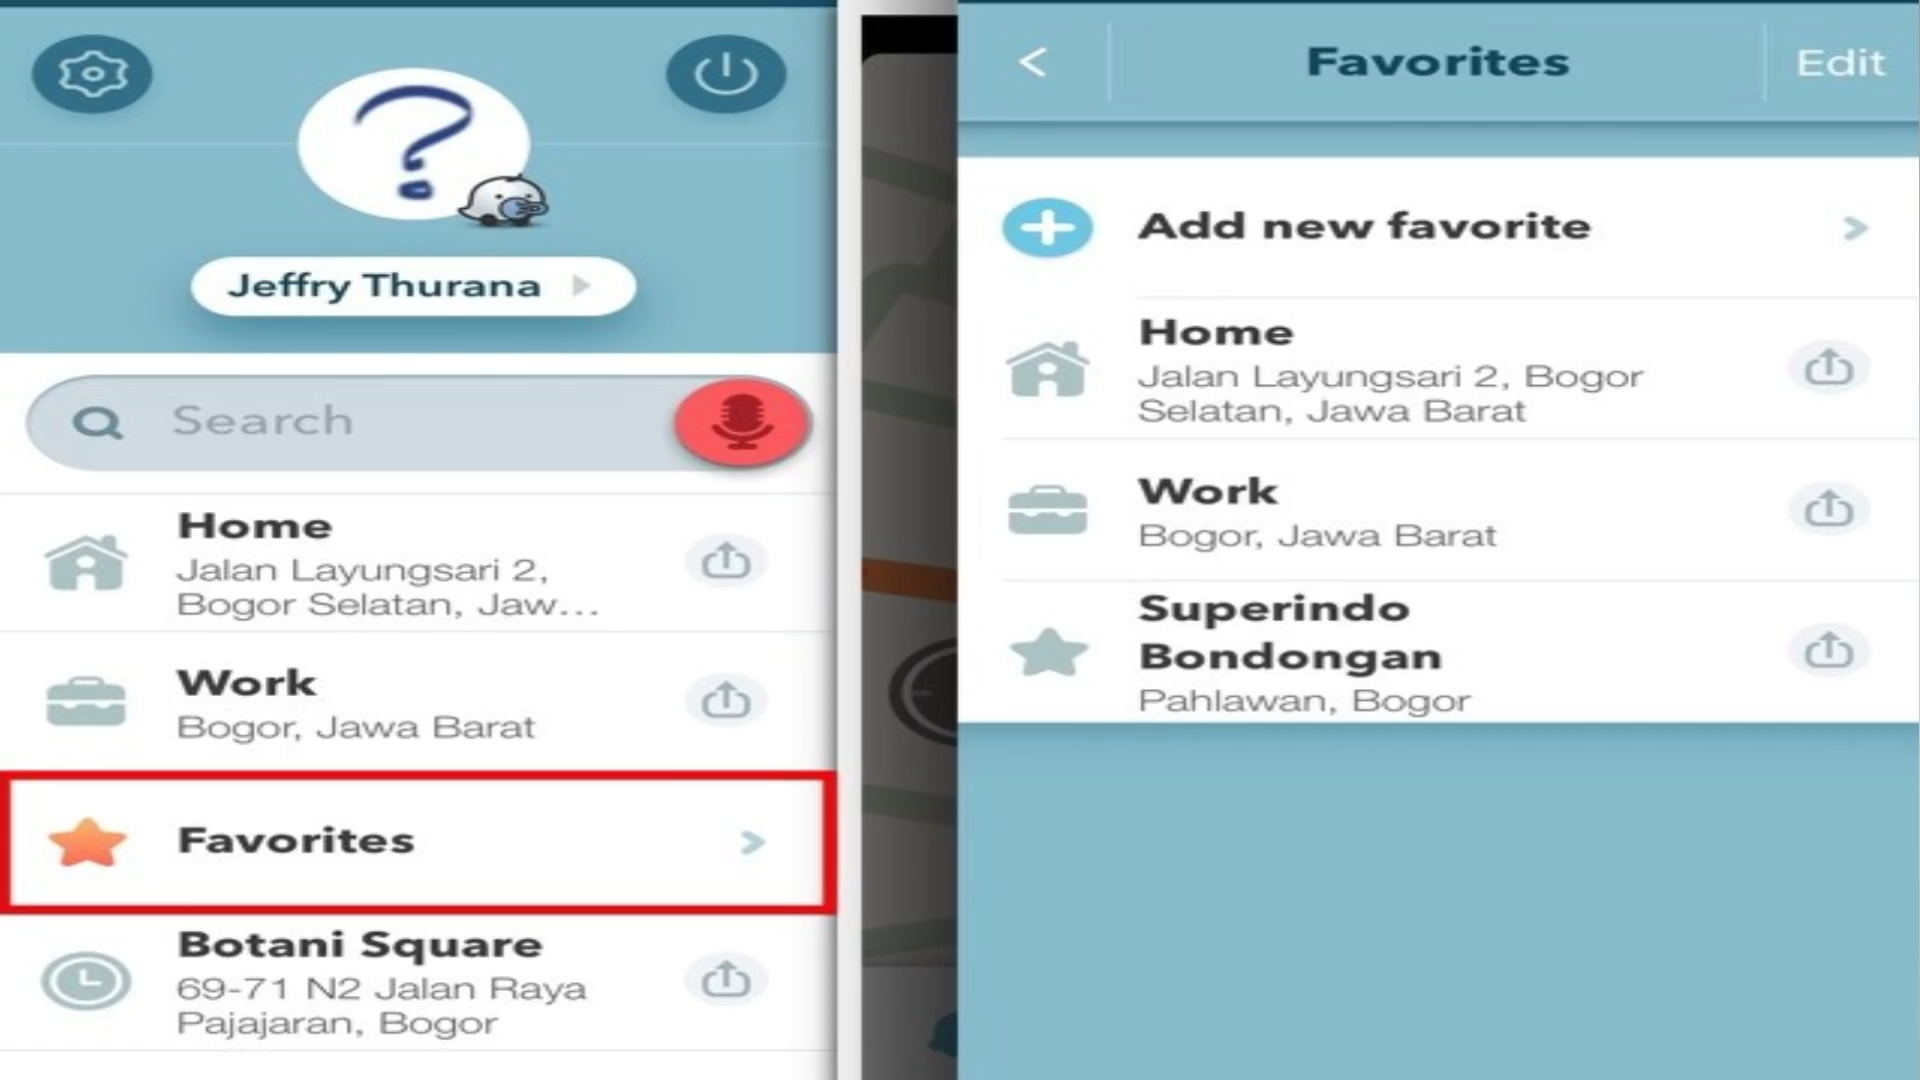 Jeffry Thurana
Search
Home
Jalan Layungsari 2,
Bogor Selatan, Jaw...
Work
Bogor, Jawa Barat
Favorites
Botani Square
69-71 N2 Jalan Raya
Pajajaran, Bogor
Favorites
Edit
Add new favorite
Home
Jalan Layungsari 2, Bogor
Selatan, Jawa Barat
Work
Bogor, Jawa Barat
Superindo
Bondongan
Pahlawan, Bogor